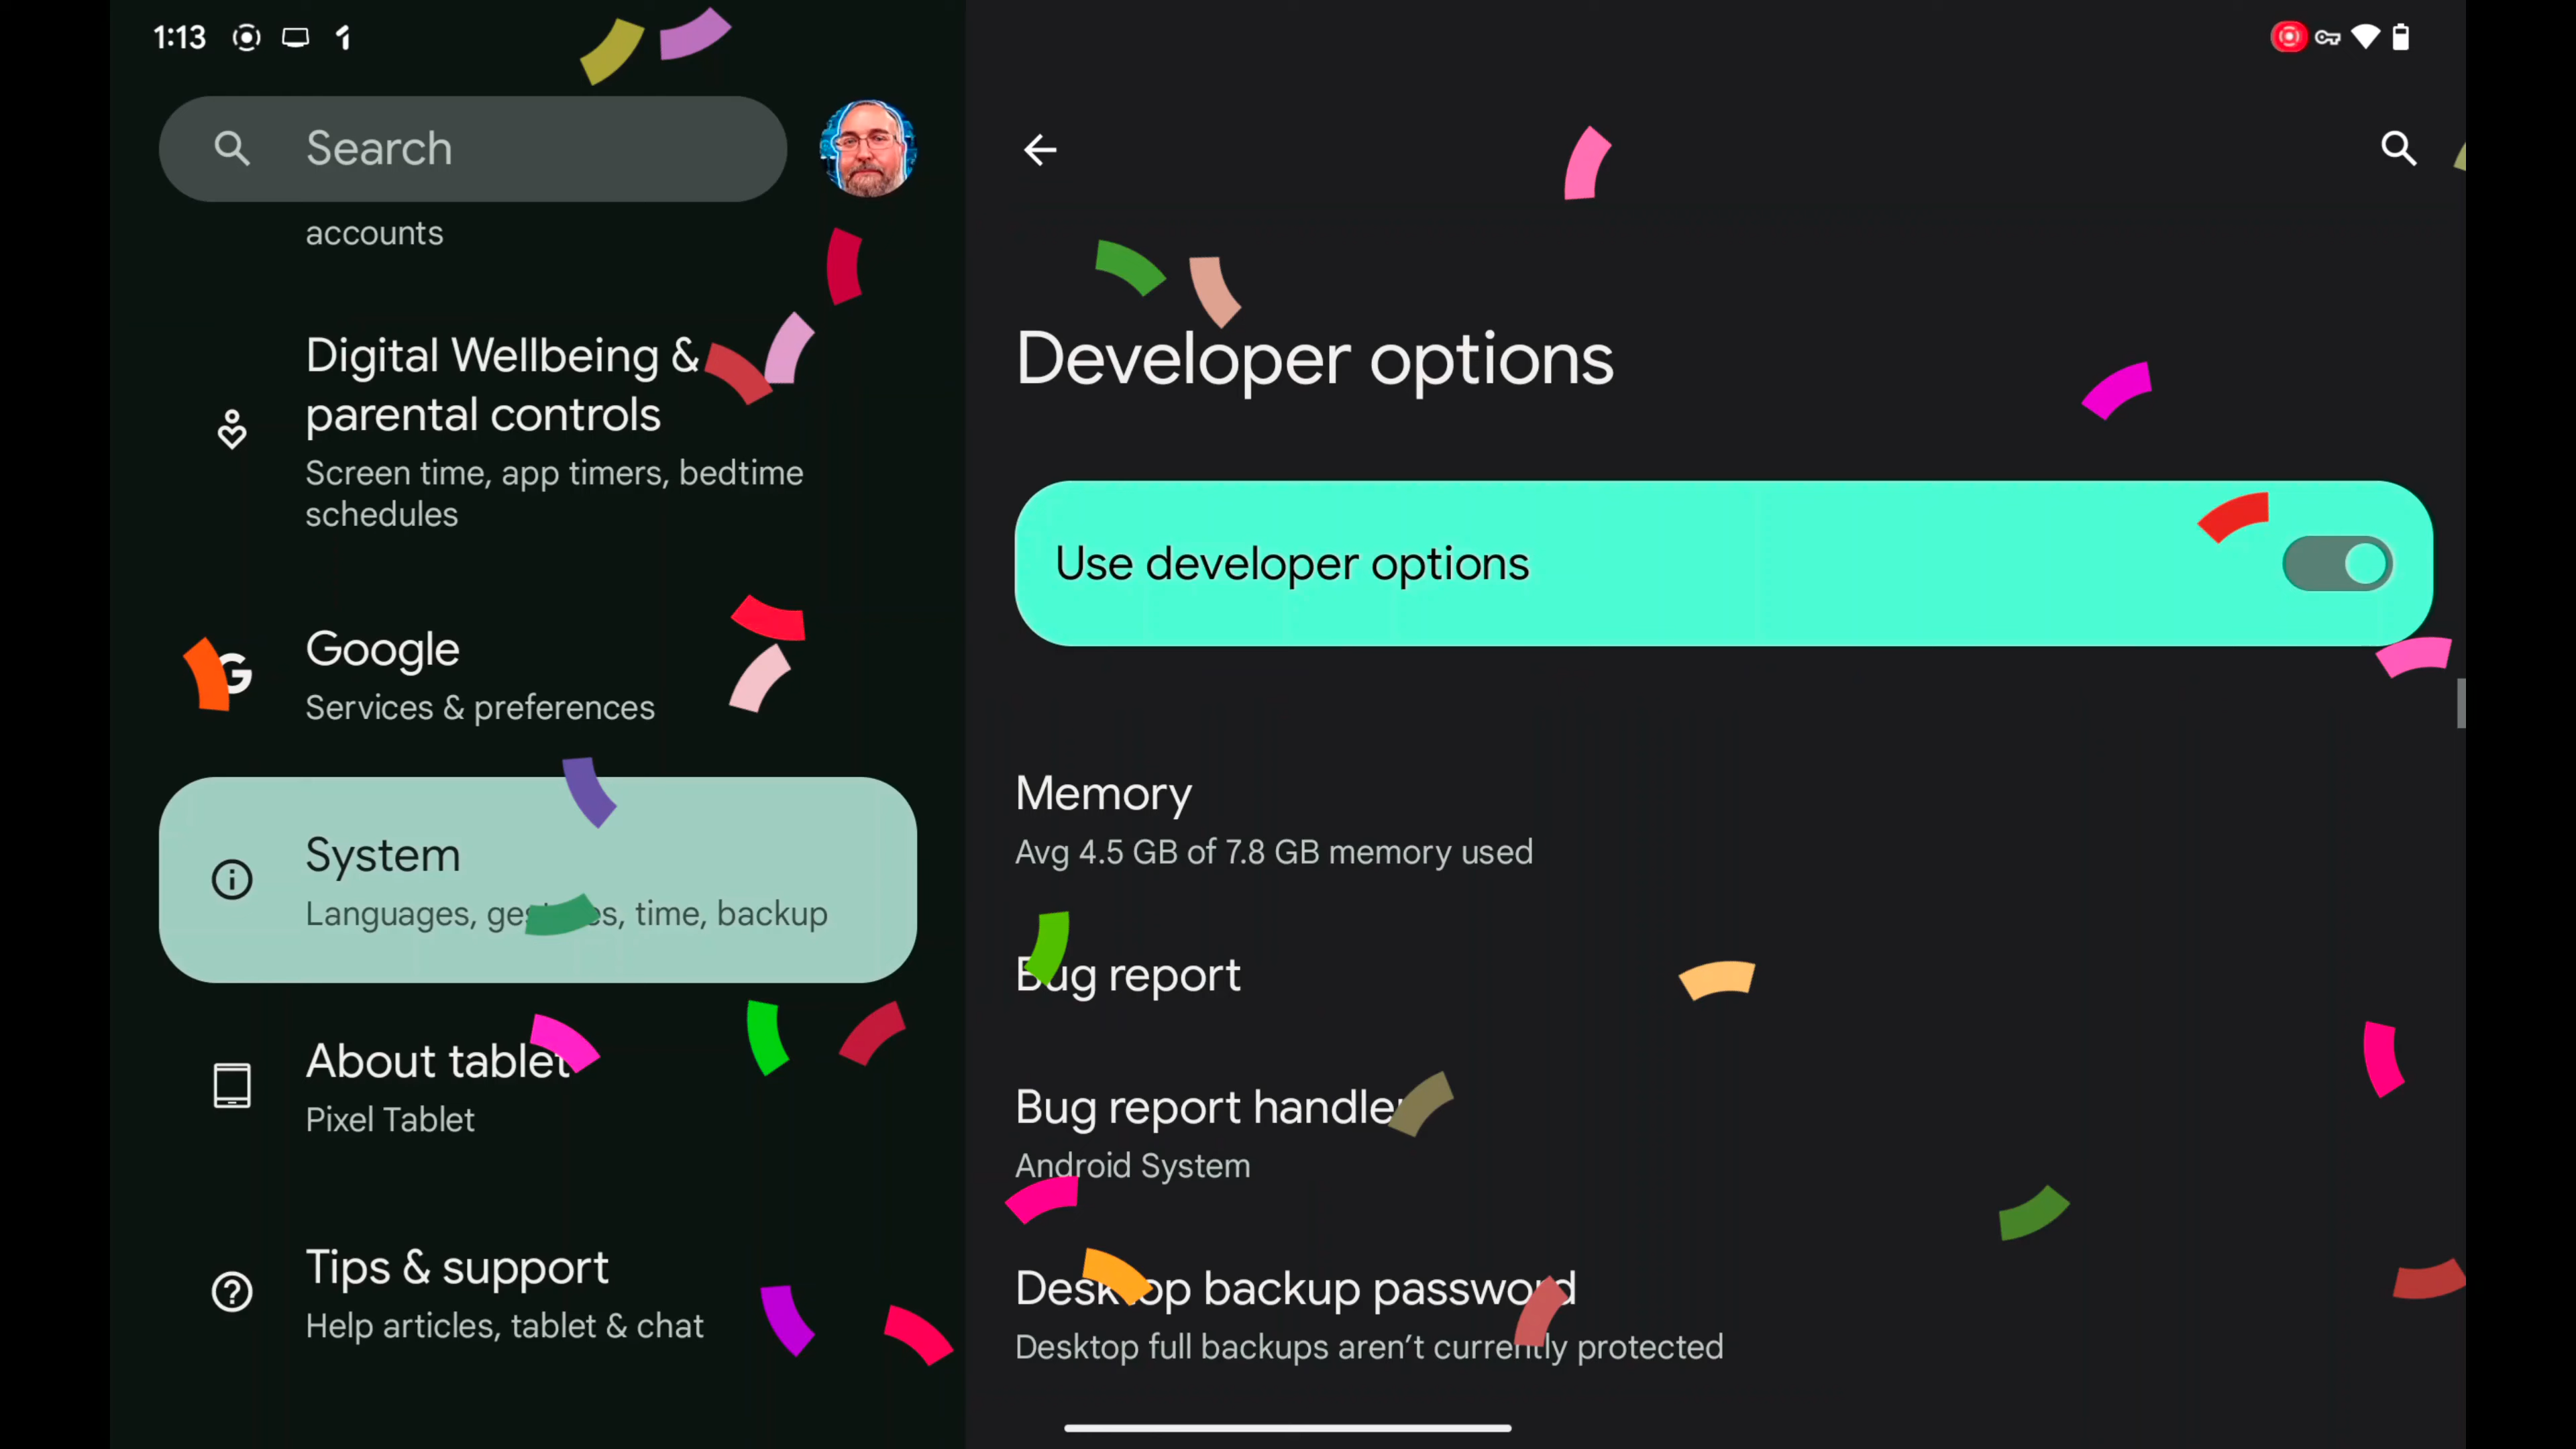 1:13
Search
accounts
Digital Wellbeing &
parental controls
Screen time, app timers, bedtime
schedules
Google
Services & preferences
System
Languages, gestures, time, backup
About tablet
Pixel Tablet
Tips & support
Help articles, tablet & chat
Developer options
Use developer options
Memory
Avg 4.5 GB of 7.8 GB memory used
Bug report
Bug report handler
Android System
Desktop backup password
Desktop full backups aren't currently protected